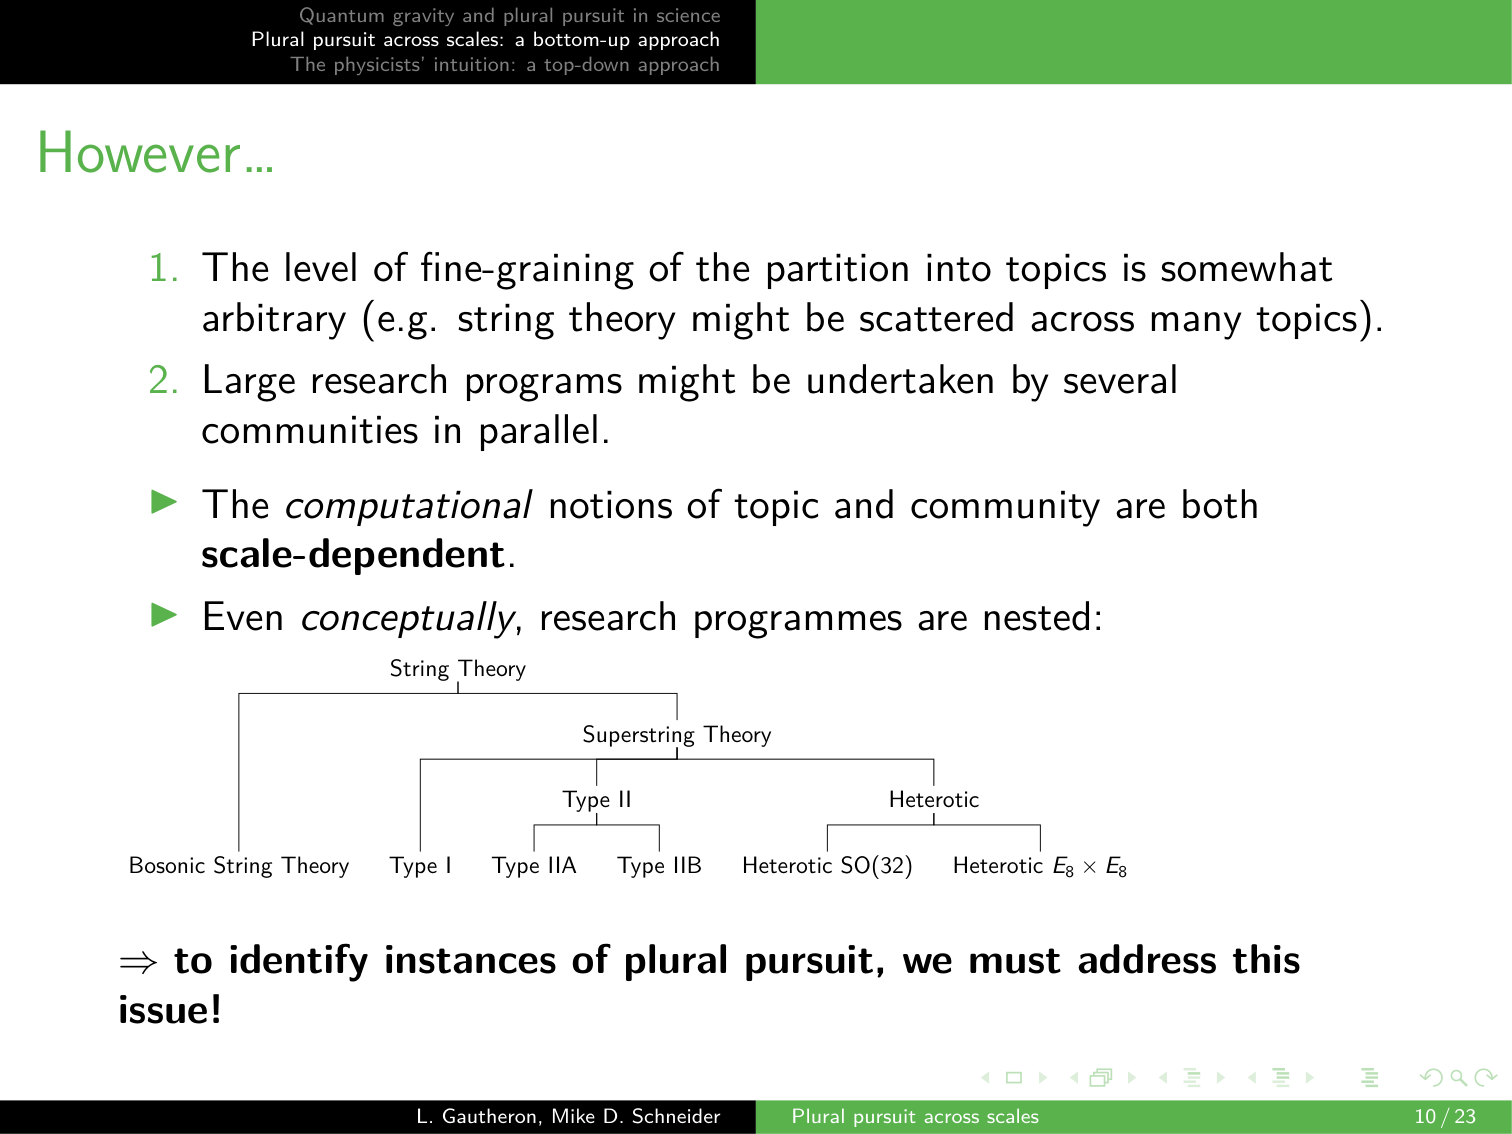 Quantum gravity and plural pursuit in science
Plural pursuit across scales: a bottom-up approach
The physicists' intuition: a top-down approach
However...
1. The level of fine-graining of the partition into topics is somewhat
arbitrary (e.g. string theory might be scattered across many topics).
2. Large research programs might be undertaken by several
communities in parallel.
▶ The computational notions of topic and community are both
scale-dependent.
▶ Even conceptually, research programmes are nested:
String Theory
Superstring Theory
Type II
Heterotic
Bosonic String Theory
Type I
Type IIA
Type IIB
Heterotic SO(32)
Heterotic E₈ × E₈
⇒ to identify instances of plural pursuit, we must address this
issue!
L. Gautheron, Mike D. Schneider
Plural pursuit across scales
10 / 23